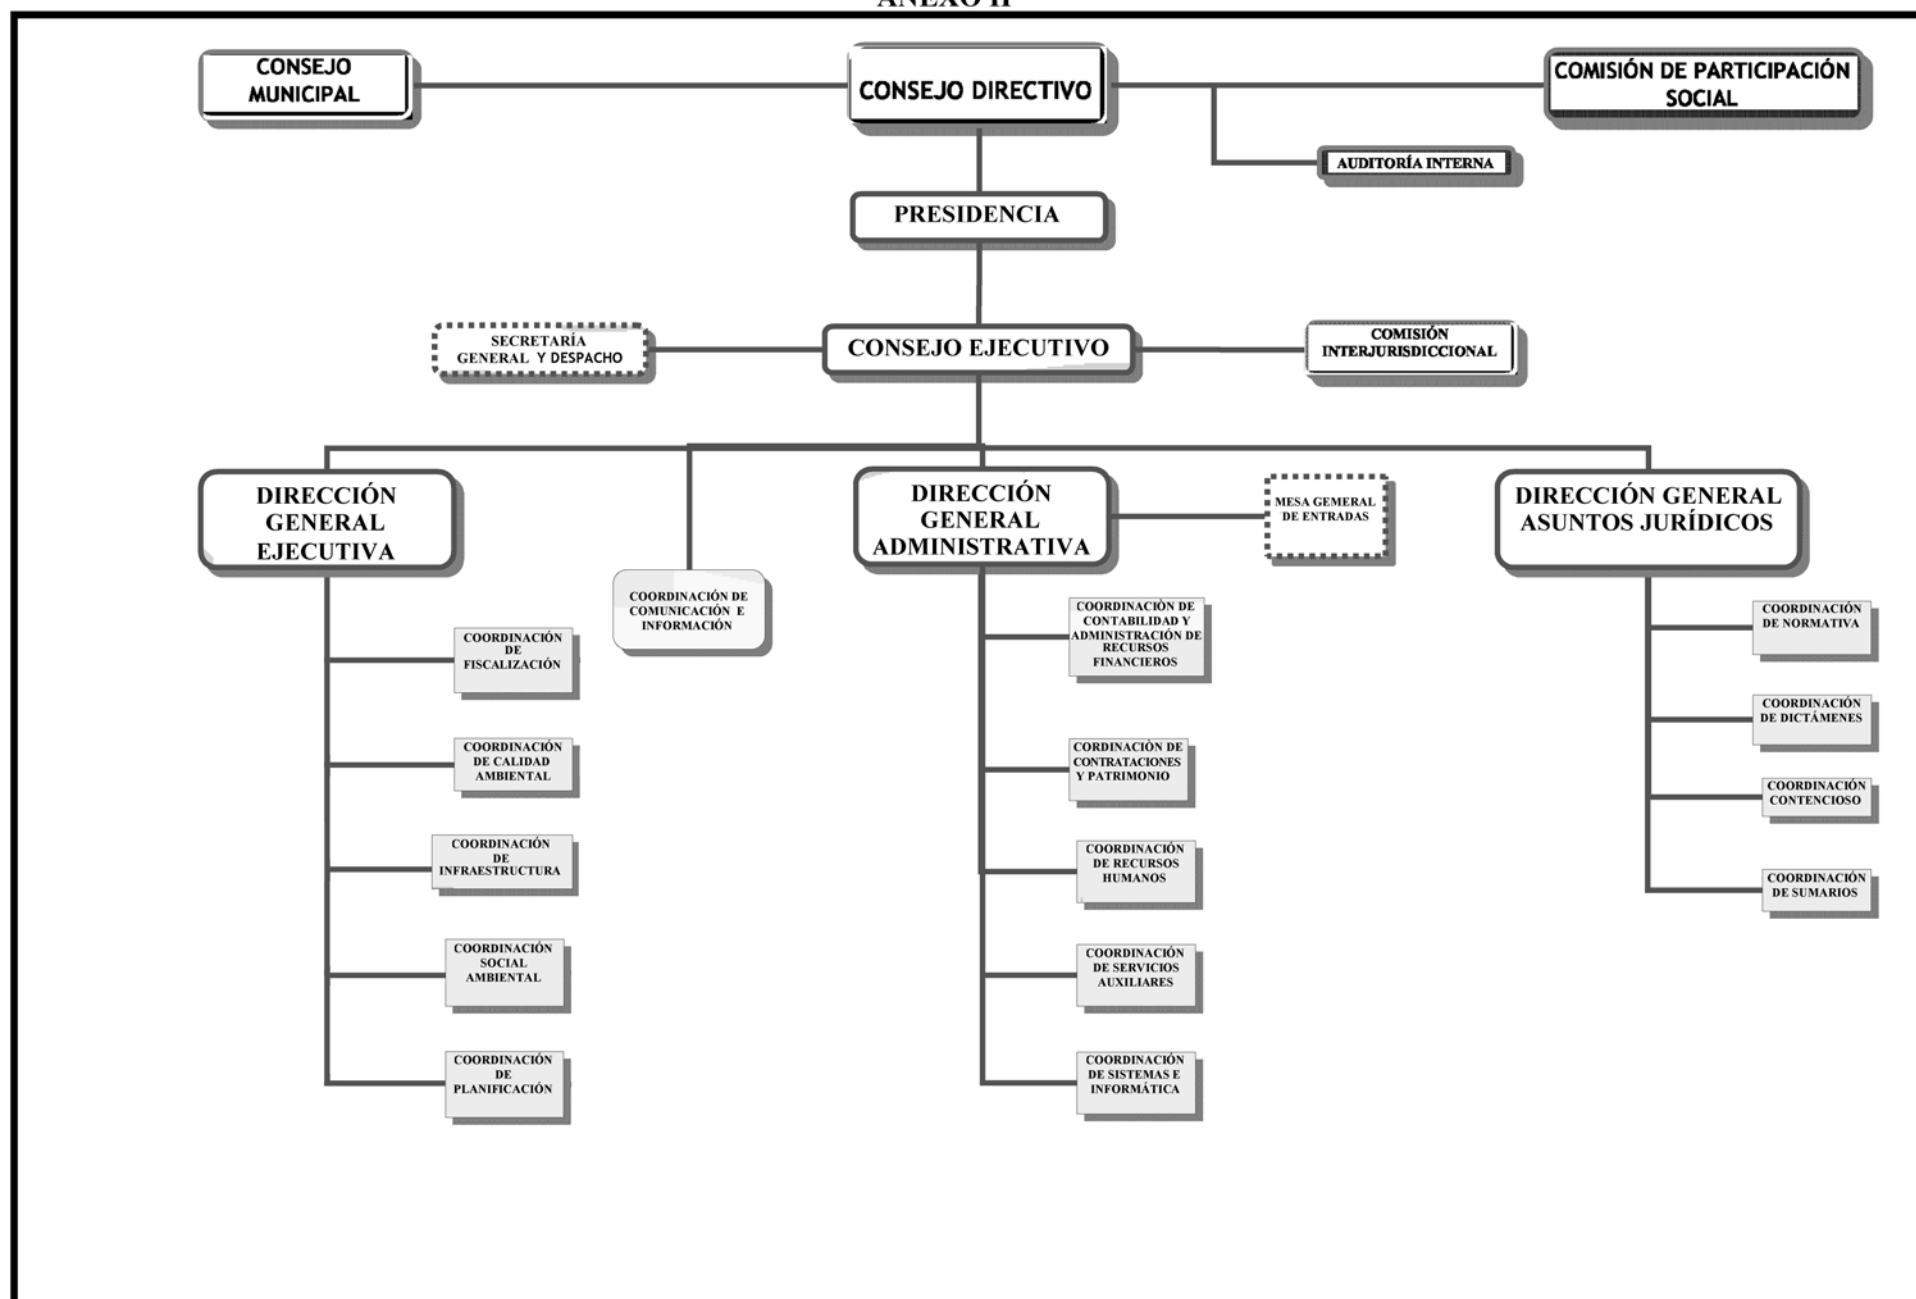 ANEXO II
CONSEJO
MUNICIPAL
CONSEJO DIRECTIVO
COMISIÓN DE PARTICIPACIÓN
SOCIAL
AUDITORÍA INTERNA
PRESIDENCIA
SECRETARÍA
GENERAL Y DESPACHO
CONSEJO EJECUTIVO
COMISIÓN
INTERJURISDICCIONAL
DIRECCIÓN
GENERAL
EJECUTIVA
DIRECCIÓN
GENERAL
ADMINISTRATIVA
MESA GEMERAL
DE ENTRADAS
DIRECCIÓN GENERAL
ASUNTOS JURÍDICOS
COORDINACIÓN DE
COMUNICACIÓN E
INFORMACIÓN
COORDINACIÓN
DE
FISCALIZACIÓN
COORDINACIÓN
DE CALIDAD
AMBIENTAL
COORDINACIÓN
DE
INFRAESTRUCTURA
COORDINACIÓN
SOCIAL
AMBIENTAL
COORDINACIÓN
DE
PLANIFICACIÓN
COORDINACIÒN DE
CONTABILIDAD Y
ADMINISTRACIÓN DE
RECURSOS
FINANCIEROS
CORDINACIÒN DE
CONTRATACIONES
Y PATRIMONIO
COORDINACIÓN
DE RECURSOS
HUMANOS
COORDINACIÓN
DE SERVICIOS
AUXILIARES
COORDINACIÓN
DE SISTEMAS E
INFORMÁTICA
COORDINACIÓN
DE NORMATIVA
COORDINACIÓN
DE DICTÁMENES
COORDINACIÓN
CONTENCIOSO
COORDINACIÓN
DE SUMARIOS